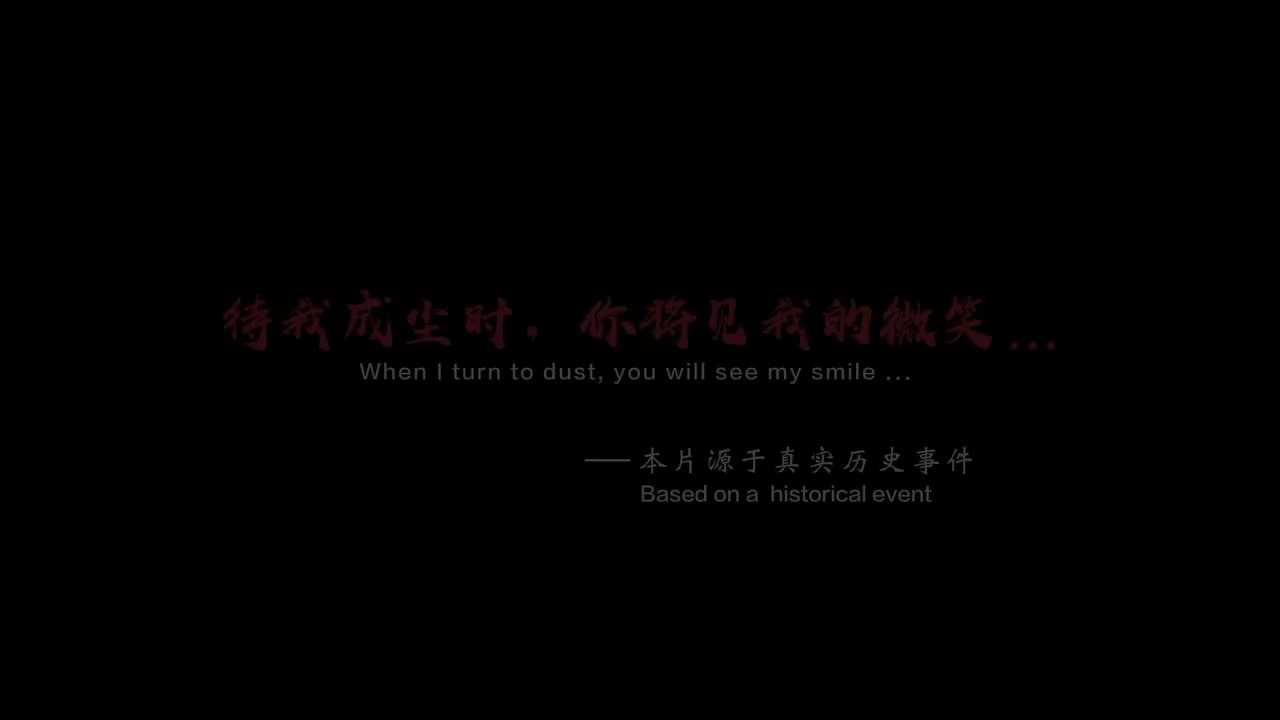 待我成尘时，你将见我的微笑...
When I turn to dust, you will see my smile ...
——本片源于真实历史事件
Based on a  historical event